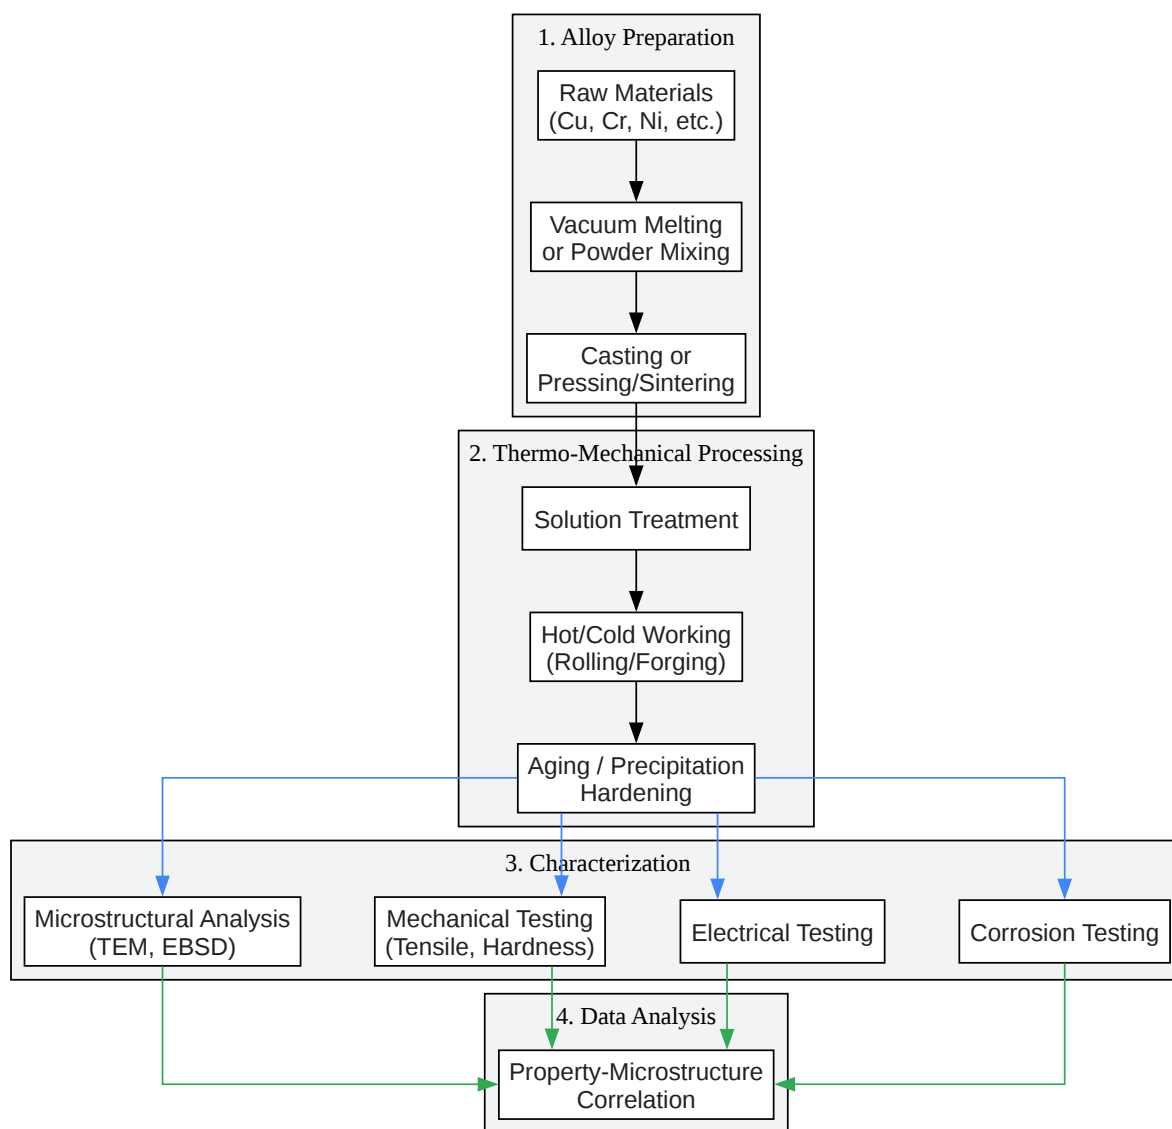 1. Alloy Preparation
Raw Materials
(Cu, Cr, Ni, etc.)
Vacuum Melting
or Powder Mixing
Casting or
Pressing/Sintering
2. Thermo-Mechanical Processing
Solution Treatment
Hot/Cold Working
(Rolling/Forging)
Aging / Precipitation
Hardening
3. Characterization
Microstructural Analysis
(TEM, EBSD)
Mechanical Testing
(Tensile, Hardness)
Electrical Testing
Corrosion Testing
4. Data Analysis
Property-Microstructure
Correlation